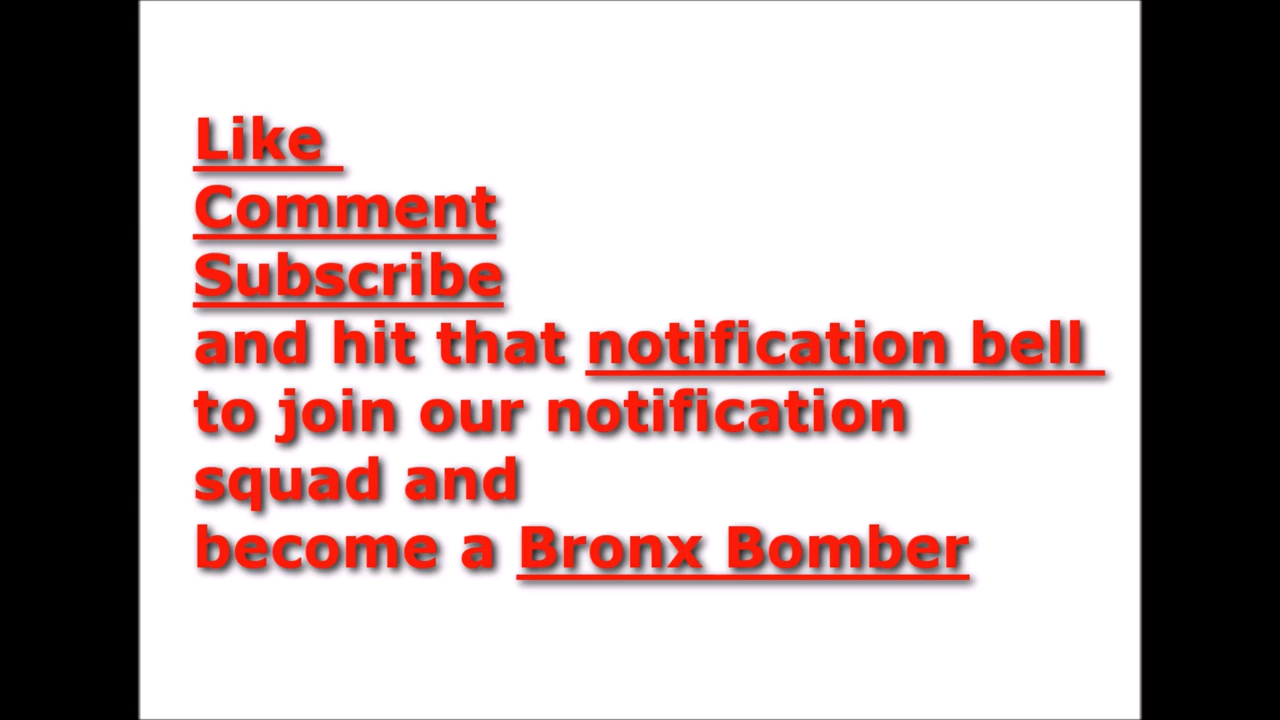 Like
Comment
Subscribe
and hit that notification bell
to join our notification
squad and
become a Bronx Bomber